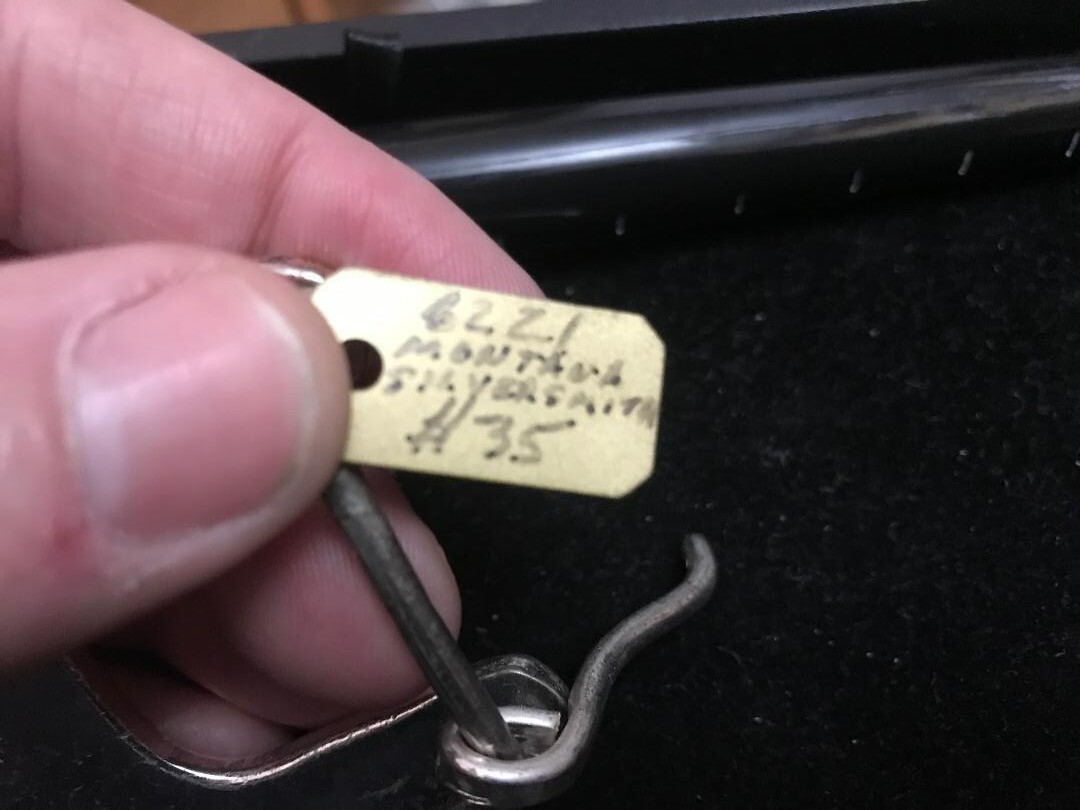 6221
MONTANA
SILVERSMITH
#35